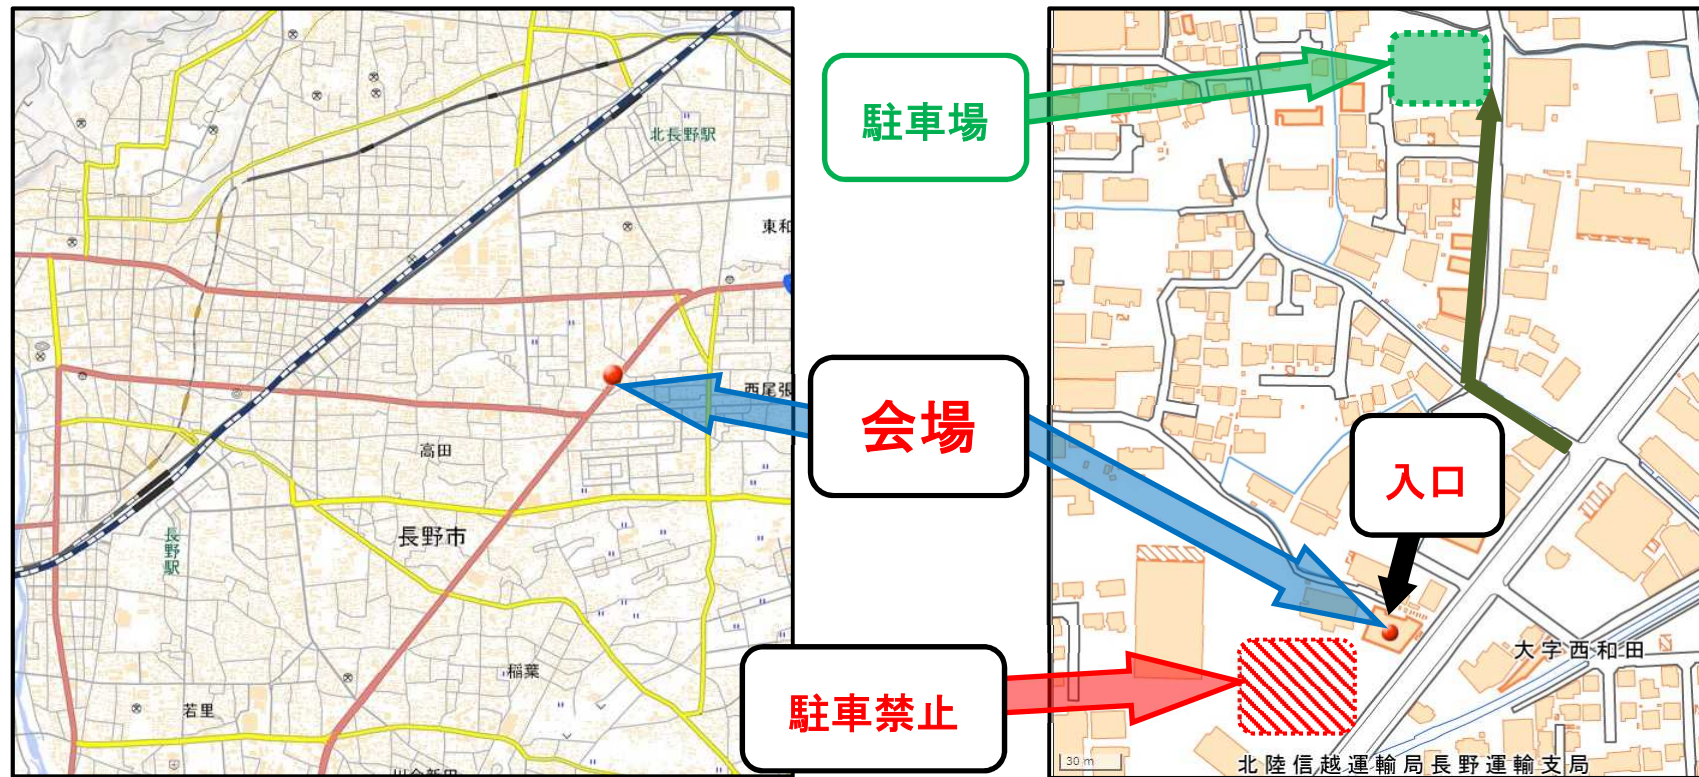 北長野駅
東和
西尾張
高田
長野市
長野駅
稲葉
若里
駐車場
会場
入口
駐車禁止
大字西和田
30 m
北陸信越運輸局長野運輸支局